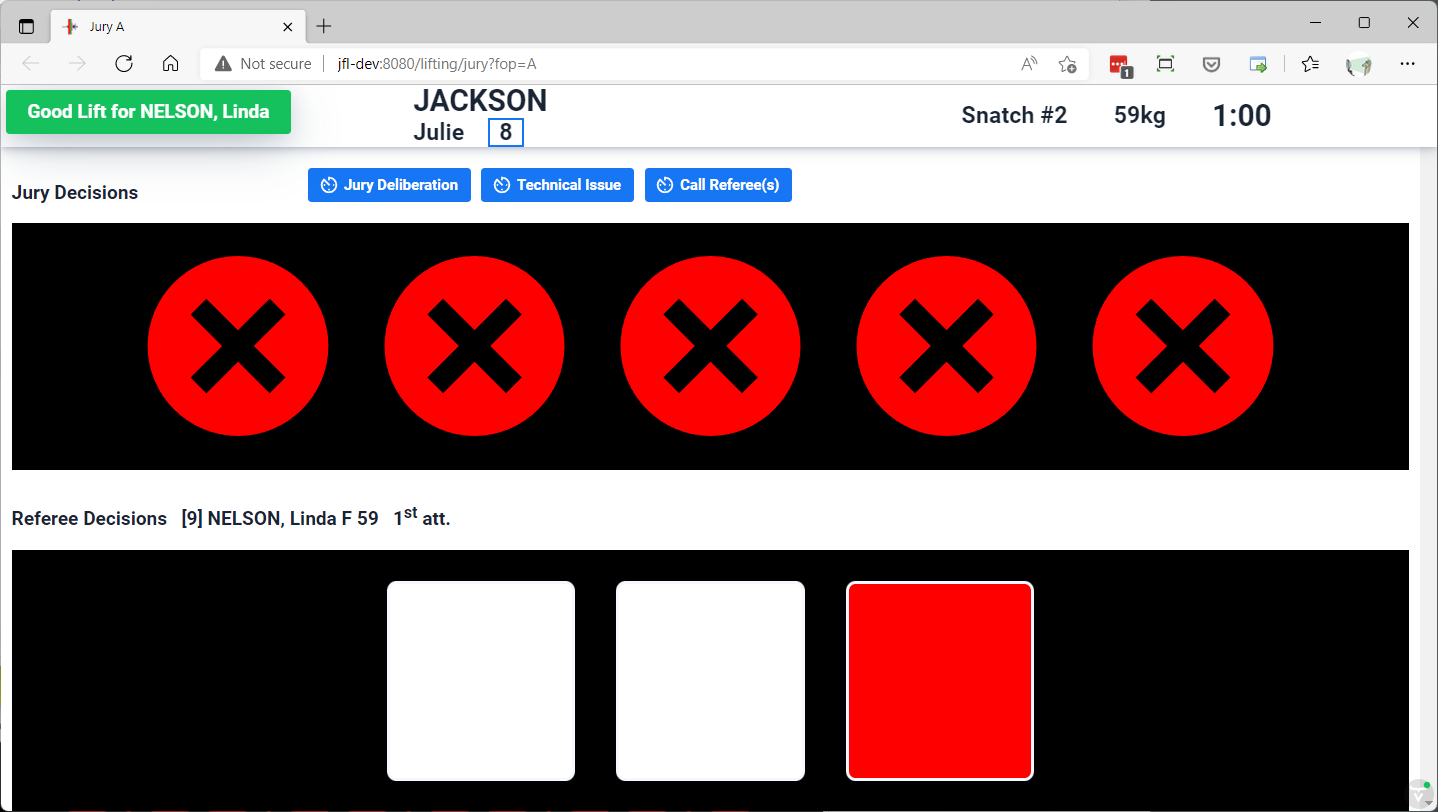 Jury A
Not secure
jfl-dev:8080/lifting/jury?fop=A
1
Good Lift for NELSON, Linda
JACKSON
Julie 8
Snatch #2 59kg 1:00
Jury Decisions
Jury Deliberation
Technical Issue
Call Referee(s)
Referee Decisions [9] NELSON, Linda F 59 1st att.